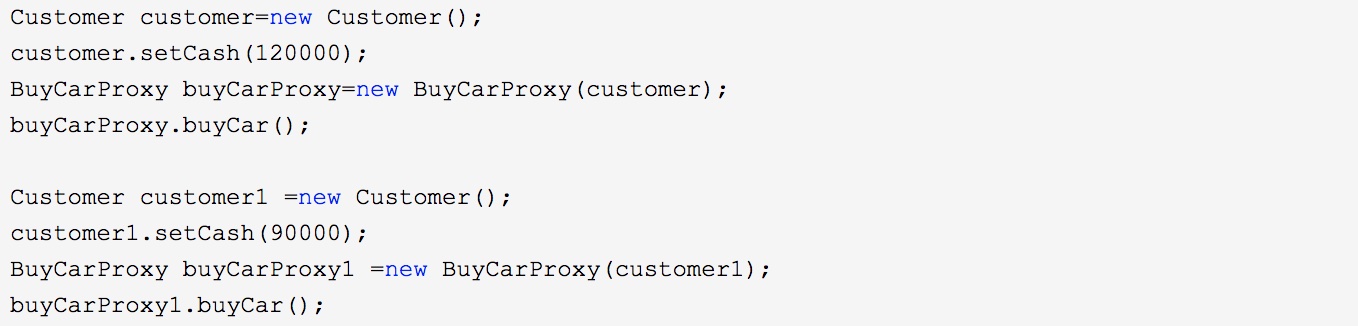 Customer customer=new Customer();
customer.setCash(120000);
BuyCarProxy buyCarProxy=new BuyCarProxy(customer);
buyCarProxy.buyCar();
Customer customer1 =new Customer();
customer1.setCash(90000);
BuyCarProxy buyCarProxy1 =new BuyCarProxy(customer1);
buyCarProxy1.buyCar();